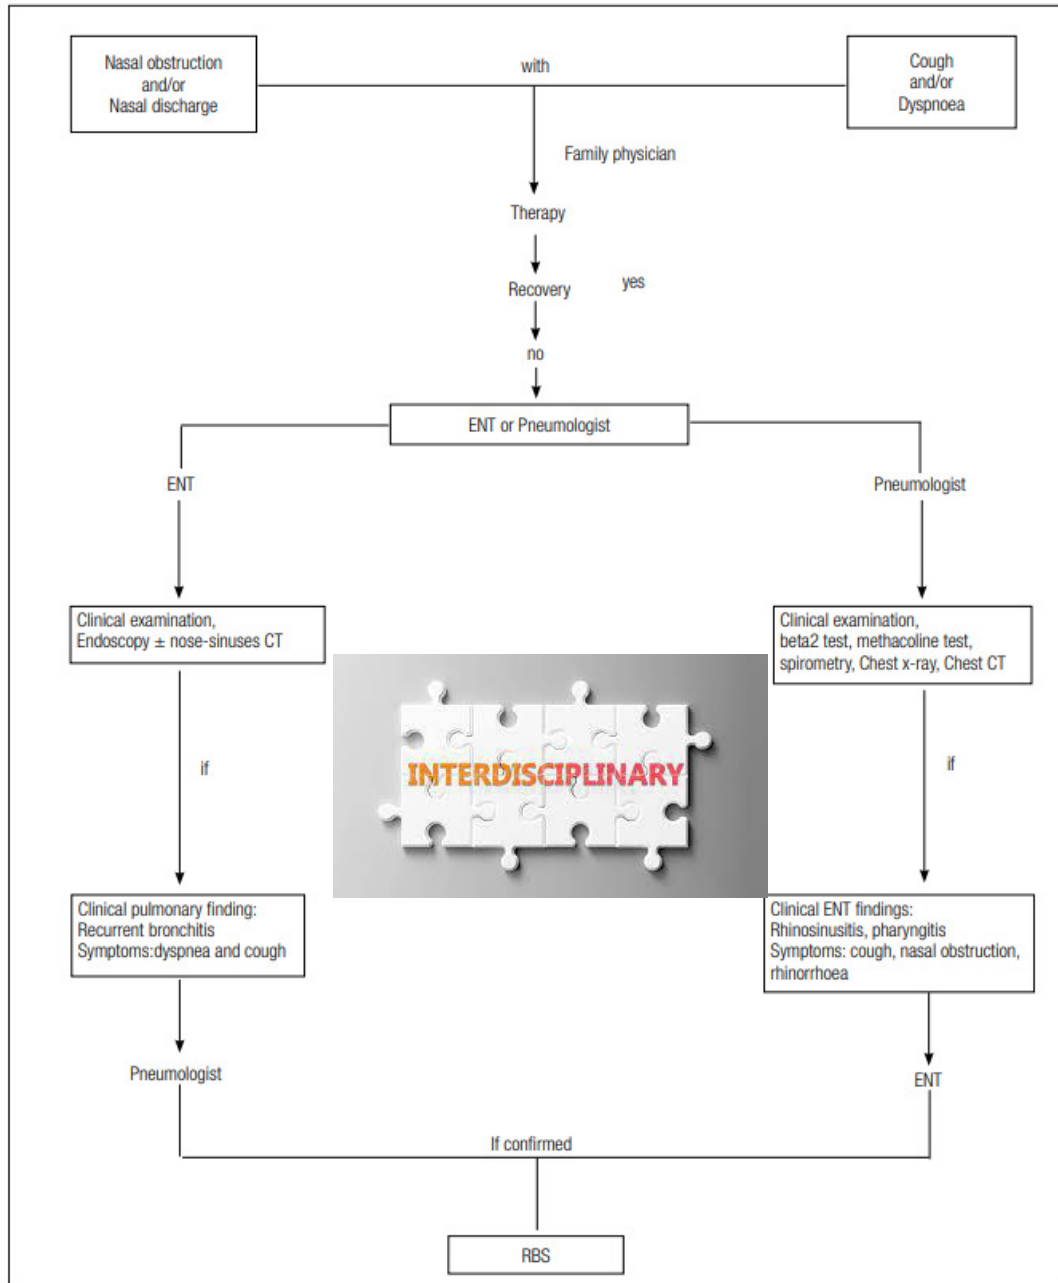 Nasal obstruction
and/or
Nasal discharge
with
Cough
and/or
Dyspnoea
Family physician
Therapy
Recovery
yes
no
ENT or Pneumologist
ENT
Pneumologist
Clinical examination,
Endoscopy ± nose-sinuses CT
Clinical examination,
beta2 test, methacoline test,
spirometry, Chest x-ray, Chest CT
INTERDISCIPLINARY
if
if
Clinical pulmonary finding:
Recurrent bronchitis
Symptoms:dyspnea and cough
Clinical ENT findings:
Rhinosinusitis, pharyngitis
Symptoms: cough, nasal obstruction,
rhinorrhoea
Pneumologist
ENT
If confirmed
RBS